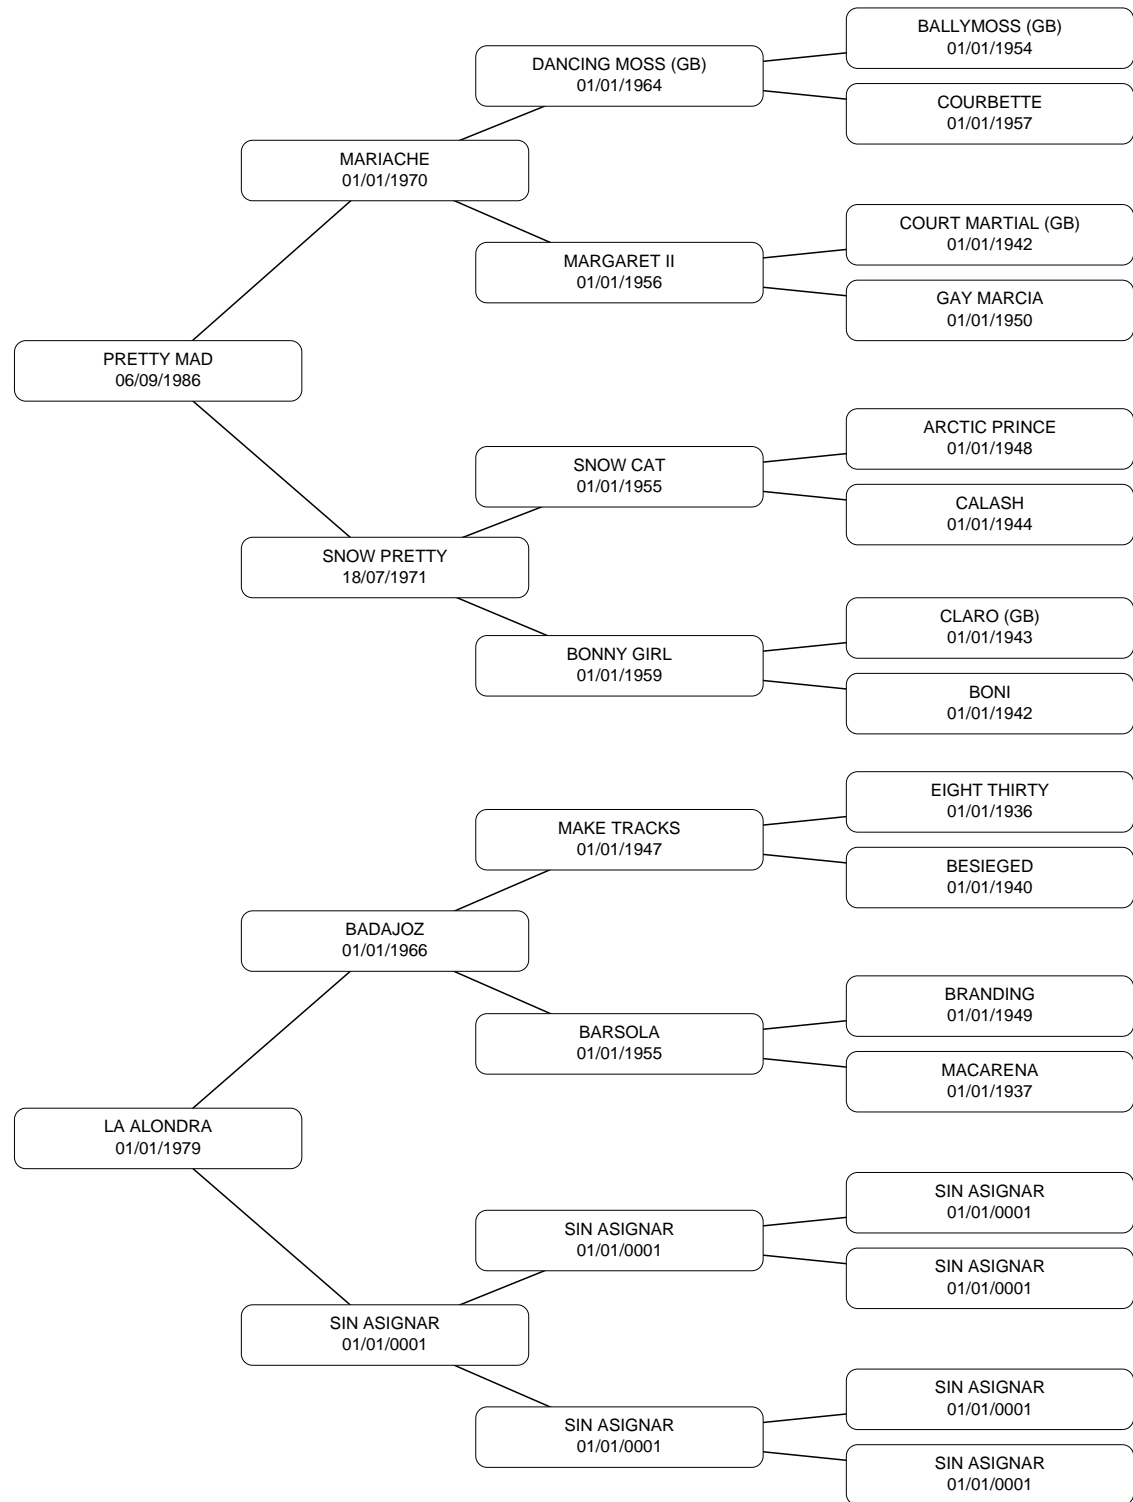 BALLYMOSS (GB)
01/01/1954
DANCING MOSS (GB)
01/01/1964
COURBETTE
01/01/1957
MARIACHE
01/01/1970
COURT MARTIAL (GB)
01/01/1942
MARGARET II
01/01/1956
GAY MARCIA
01/01/1950
PRETTY MAD
06/09/1986
ARCTIC PRINCE
01/01/1948
SNOW CAT
01/01/1955
CALASH
01/01/1944
SNOW PRETTY
18/07/1971
CLARO (GB)
01/01/1943
BONNY GIRL
01/01/1959
BONI
01/01/1942
EIGHT THIRTY
01/01/1936
MAKE TRACKS
01/01/1947
BESIEGED
01/01/1940
BADAJOZ
01/01/1966
BRANDING
01/01/1949
BARSOLA
01/01/1955
MACARENA
01/01/1937
LA ALONDRA
01/01/1979
SIN ASIGNAR
01/01/0001
SIN ASIGNAR
01/01/0001
SIN ASIGNAR
01/01/0001
SIN ASIGNAR
01/01/0001
SIN ASIGNAR
01/01/0001
SIN ASIGNAR
01/01/0001
SIN ASIGNAR
01/01/0001